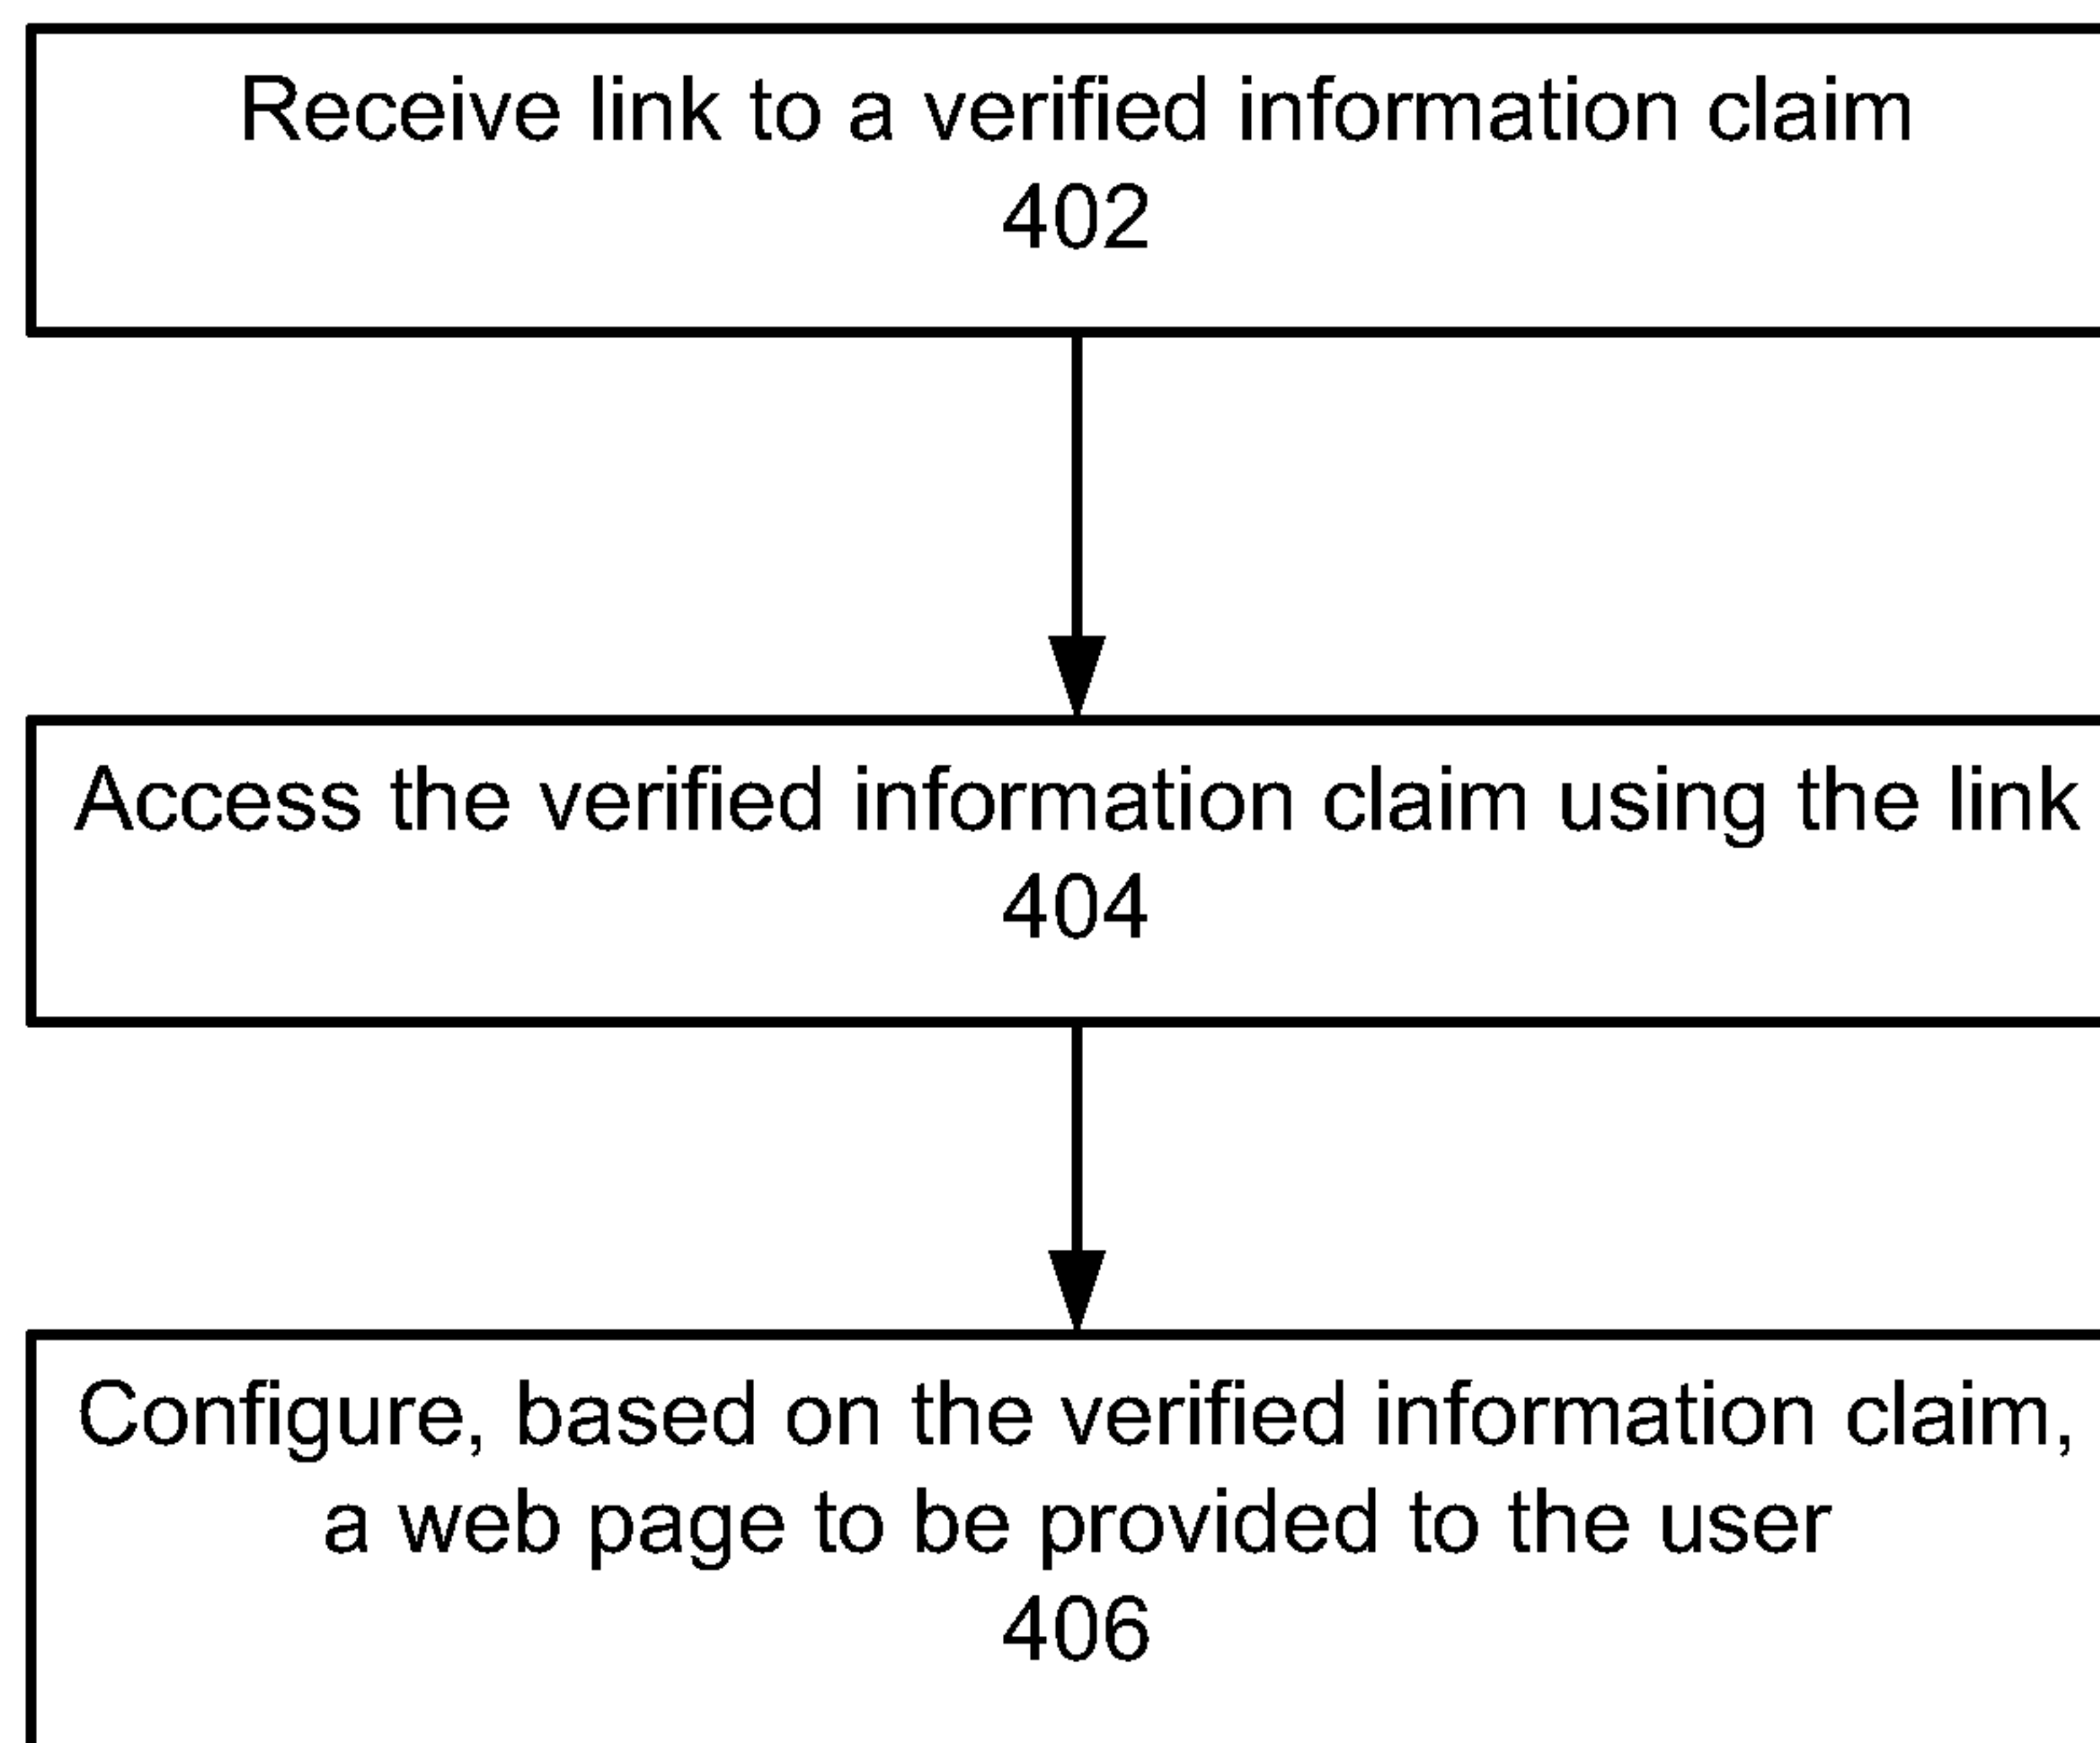 Receive link to a verified information claim
402
Access the verified information claim using the link
404
Configure, based on the verified information claim,
a web page to be provided to the user
406